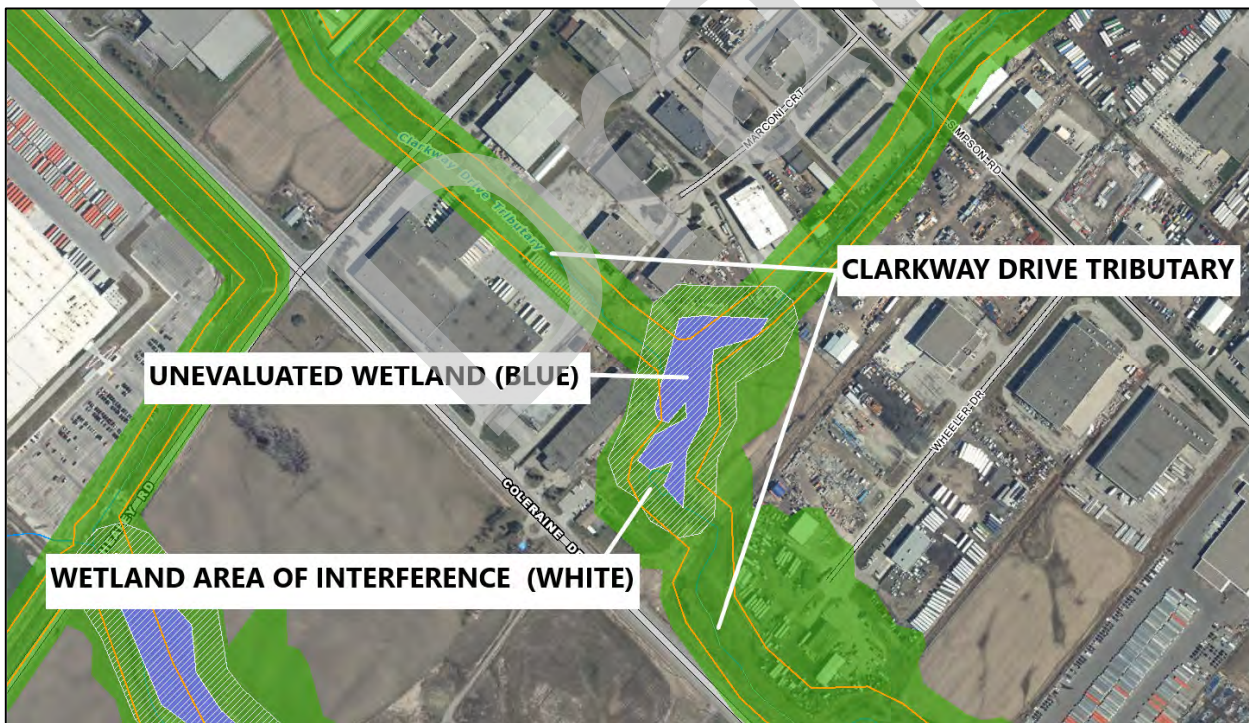 MARCONI-CRT
SIMPSON-RD
Clarkway Drive Tributary
CLARKWAY DRIVE TRIBUTARY
UNEVALUATED WETLAND (BLUE)
WHEELER-DR
COLERAINE DR
WETLAND AREA OF INTERFERENCE (WHITE)
RD